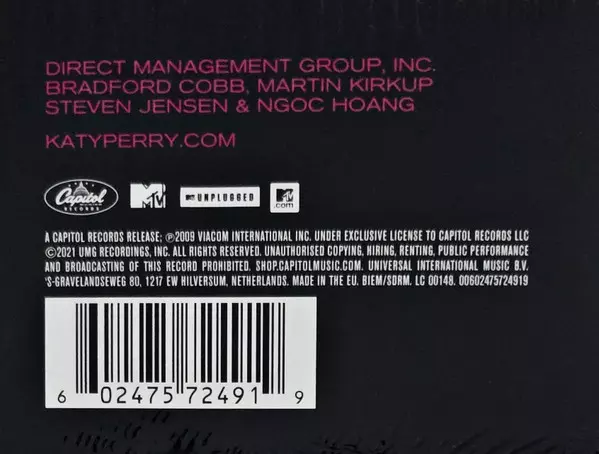 DIRECT MANAGEMENT GROUP, INC.
BRADFORD COBB, MARTIN KIRKUP
STEVEN JENSEN & NGOC HOANG
KATYPERRY.COM
Capitol RECORDS MTV MTV UNPLUGGED MTV .com
A CAPITOL RECORDS RELEASE; ℗2009 VIACOM INTERNATIONAL INC. UNDER EXCLUSIVE LICENSE TO CAPITOL RECORDS LLC
©2021 UMG RECORDINGS, INC. ALL RIGHTS RESERVED. UNAUTHORISED COPYING, HIRING, RENTING, PUBLIC PERFORMANCE
AND BROADCASTING OF THIS RECORD PROHIBITED. SHOP.CAPITOLMUSIC.COM. UNIVERSAL INTERNATIONAL MUSIC B.V.
'S-GRAVELANDSEWEG 80, 1217 EW HILVERSUM, NETHERLANDS. MADE IN THE EU. BIEM/SDRM. LC 00148. 00602475724919
6 02475 72491 9